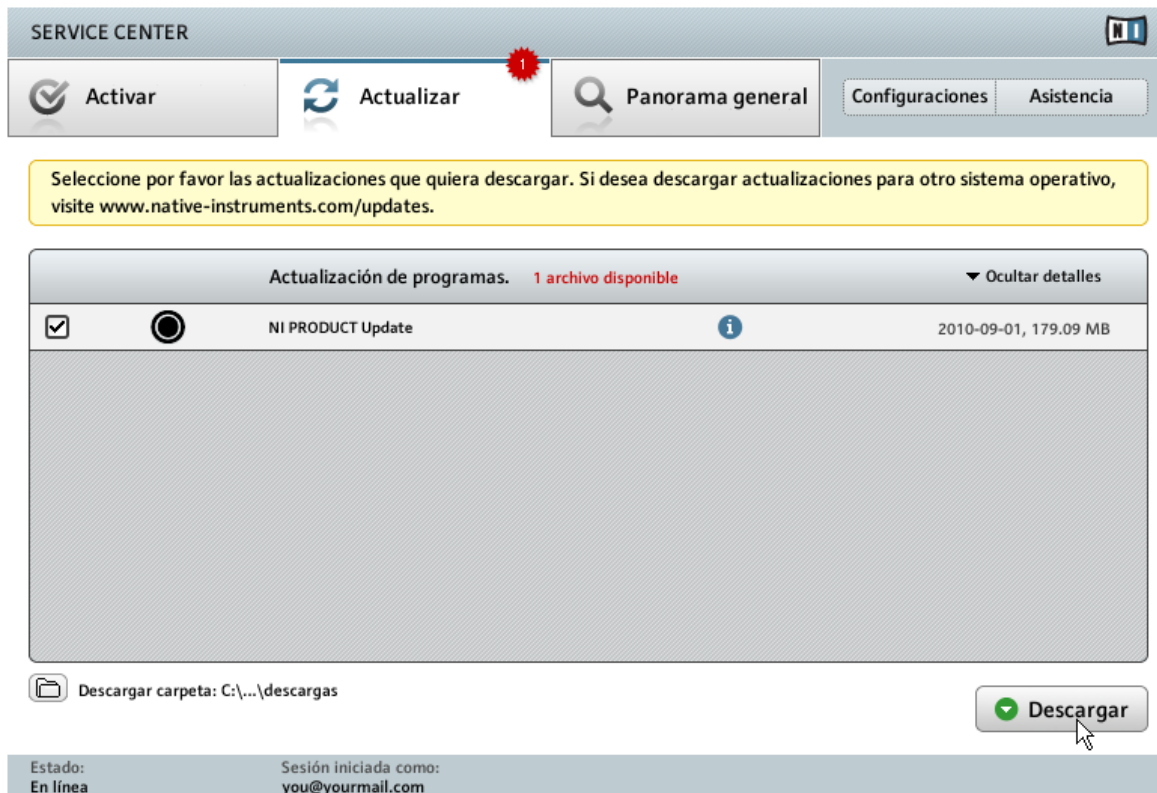 SERVICE CENTER
NI
Activar
Actualizar
1
Panorama general
Configuraciones
Asistencia
Seleccione por favor las actualizaciones que quiera descargar. Si desea descargar actualizaciones para otro sistema operativo,
visite www.native-instruments.com/updates.
Actualización de programas. 1 archivo disponible
Ocultar detalles
NI PRODUCT Update
i
2010-09-01, 179.09 MB
Descargar carpeta: C:\...\descargas
Descargar
Estado:
En línea
Sesión iniciada como:
you@yourmail.com